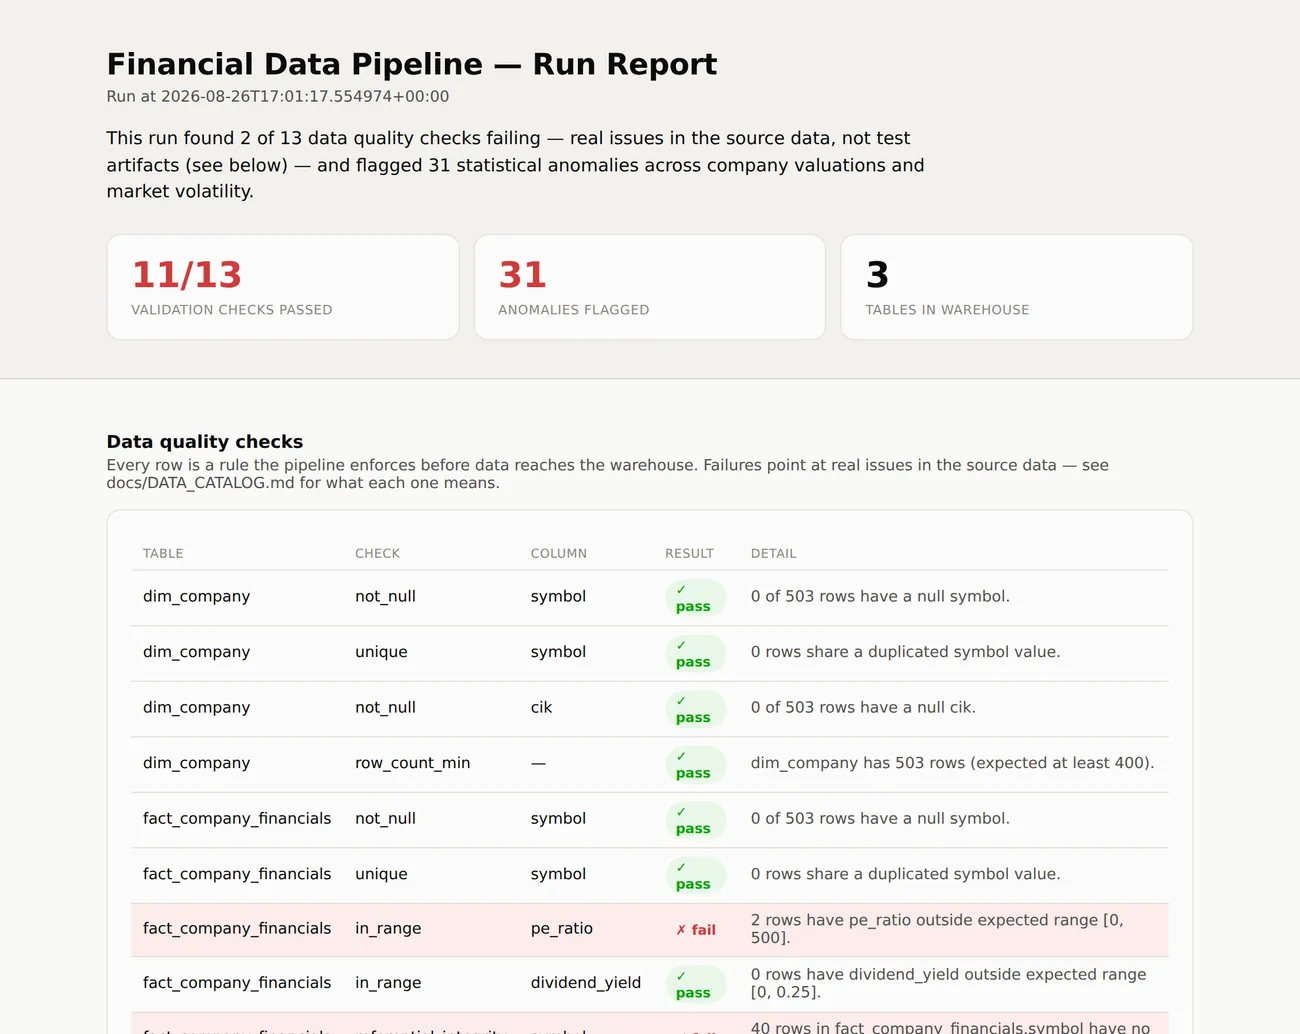 Financial Data Pipeline — Run Report
Run at 2026-08-26T17:01:17.554974+00:00
This run found 2 of 13 data quality checks failing — real issues in the source data, not test
artifacts (see below) — and flagged 31 statistical anomalies across company valuations and
market volatility.
11/13
VALIDATION CHECKS PASSED
31
ANOMALIES FLAGGED
3
TABLES IN WAREHOUSE
Data quality checks
Every row is a rule the pipeline enforces before data reaches the warehouse. Failures point at real issues in the source data — see
docs/DATA_CATALOG.md for what each one means.
TABLE CHECK COLUMN RESULT DETAIL
dim_company not_null symbol ✓ pass 0 of 503 rows have a null symbol.
dim_company unique symbol ✓ pass 0 rows share a duplicated symbol value.
dim_company not_null cik ✓ pass 0 of 503 rows have a null cik.
dim_company row_count_min — ✓ pass dim_company has 503 rows (expected at least 400).
fact_company_financials not_null symbol ✓ pass 0 of 503 rows have a null symbol.
fact_company_financials unique symbol ✓ pass 0 rows share a duplicated symbol value.
fact_company_financials in_range pe_ratio ✗ fail 2 rows have pe_ratio outside expected range [0,
500].
fact_company_financials in_range dividend_yield ✓ pass 0 rows have dividend_yield outside expected range
[0, 0.25].
40 rows in fact_company_financials.symbol have no